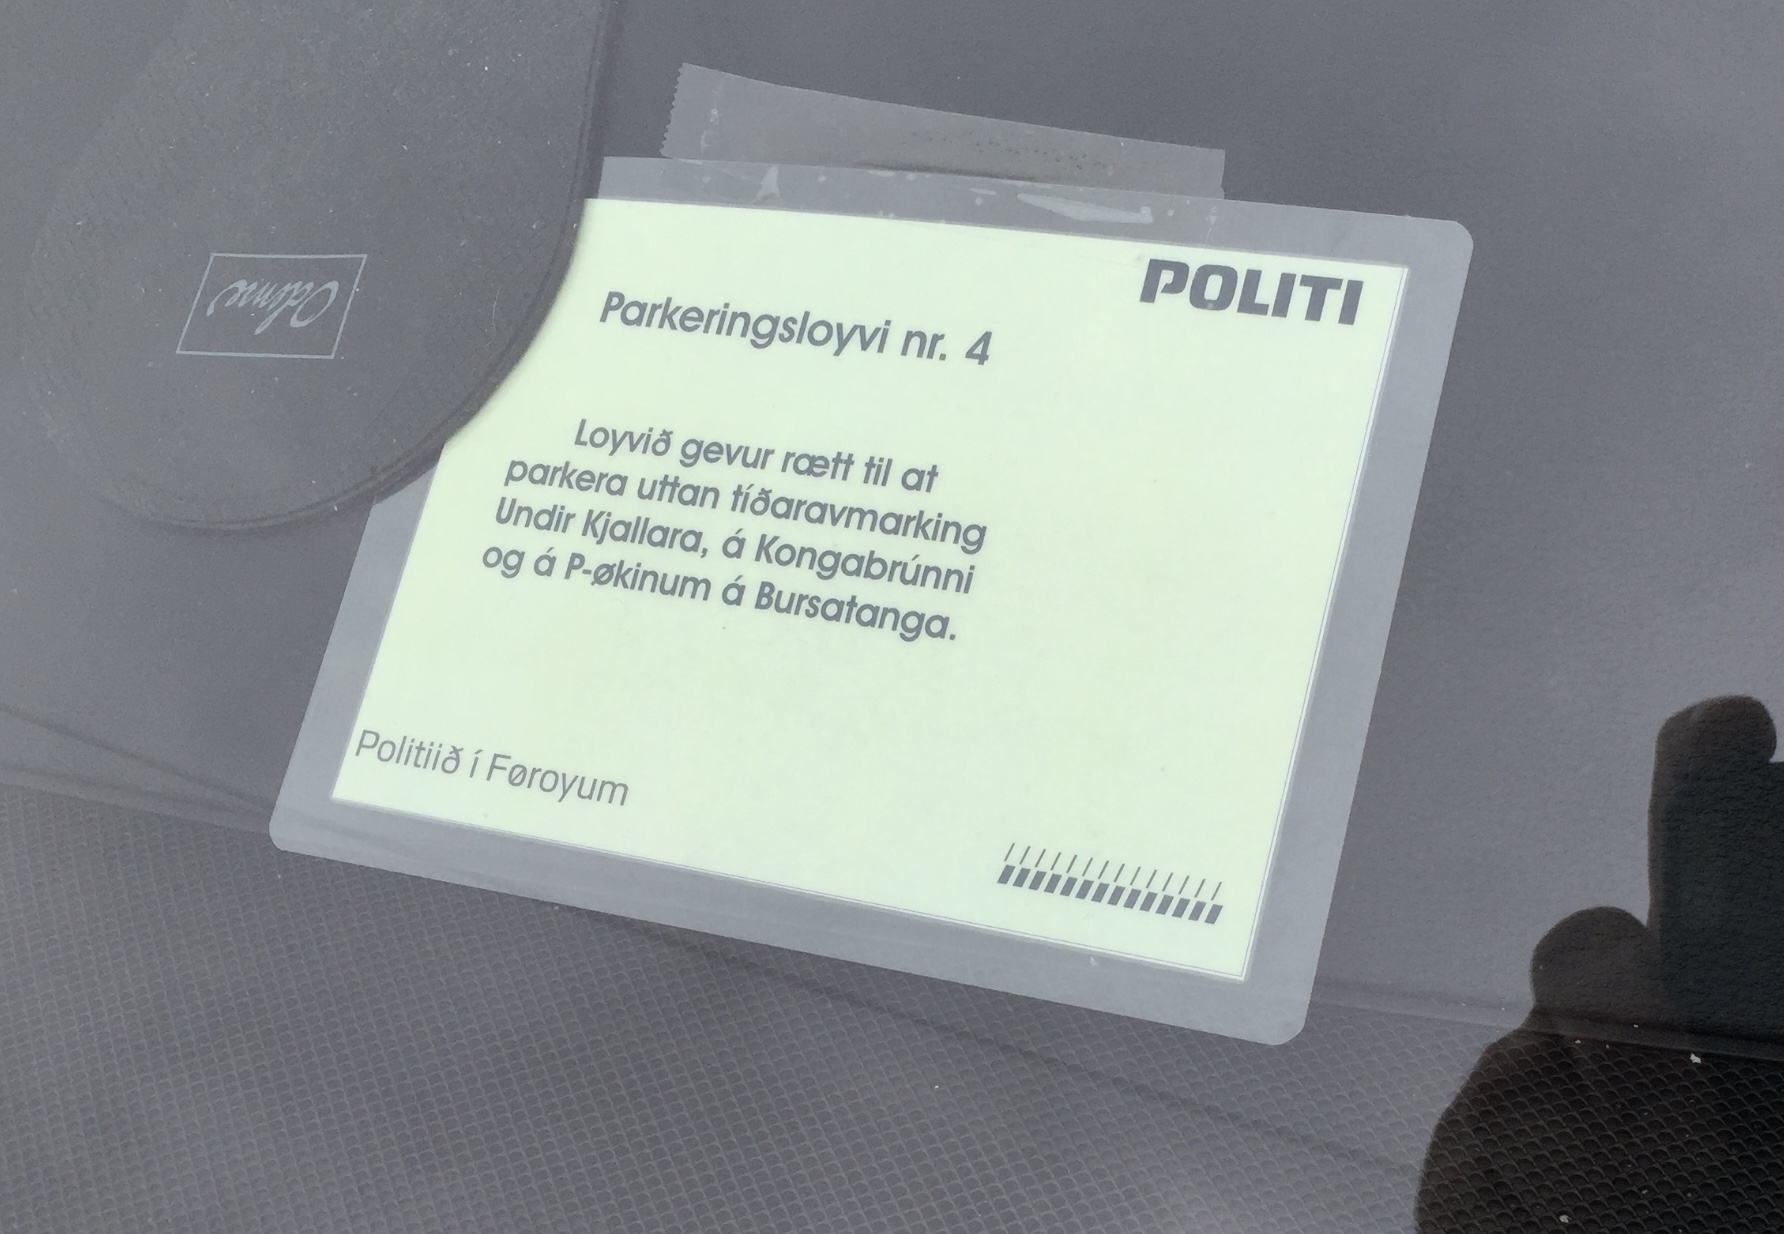 POLITI
Parkeringsloyvi nr. 4
Loyvið gevur rætt til at
parkera uttan tíðaravmarking
Undir Kjallara, á Kongabrúnni
og á P-økinum á Bursatanga.
Politiið í Føroyum